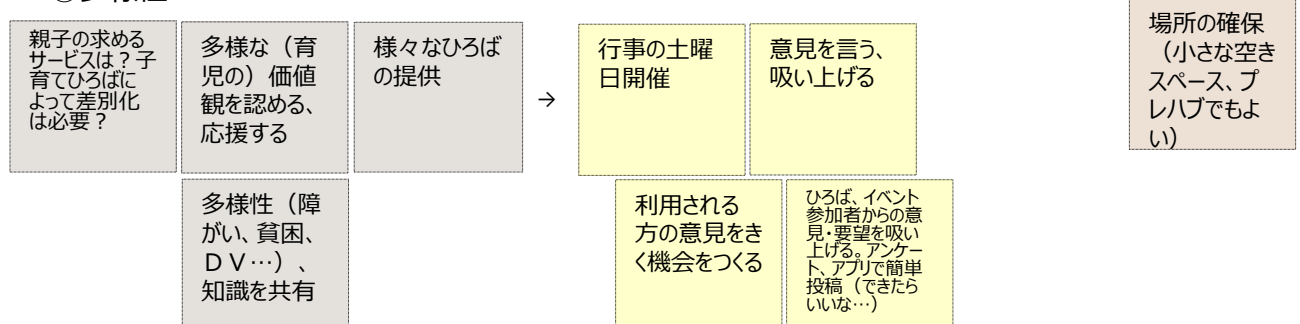 親子の求める
サービスは？子
育てひろばに
よって差別化
は必要？
多様な（育
児の）価値
観を認める、
応援する
様々なひろば
の提供
→
行事の土曜
日開催
意見を言う、
吸い上げる
場所の確保
（小さな空き
スペース、プ
レハブでもよ
い）
多様性（障
がい、貧困、
ＤＶ…）、
知識を共有
利用される
方の意見をき
く機会をつくる
ひろば、イベント
参加者からの意
見・要望を吸い
上げる。アンケー
ト、アプリで簡単
投稿（できたら
いいな…）